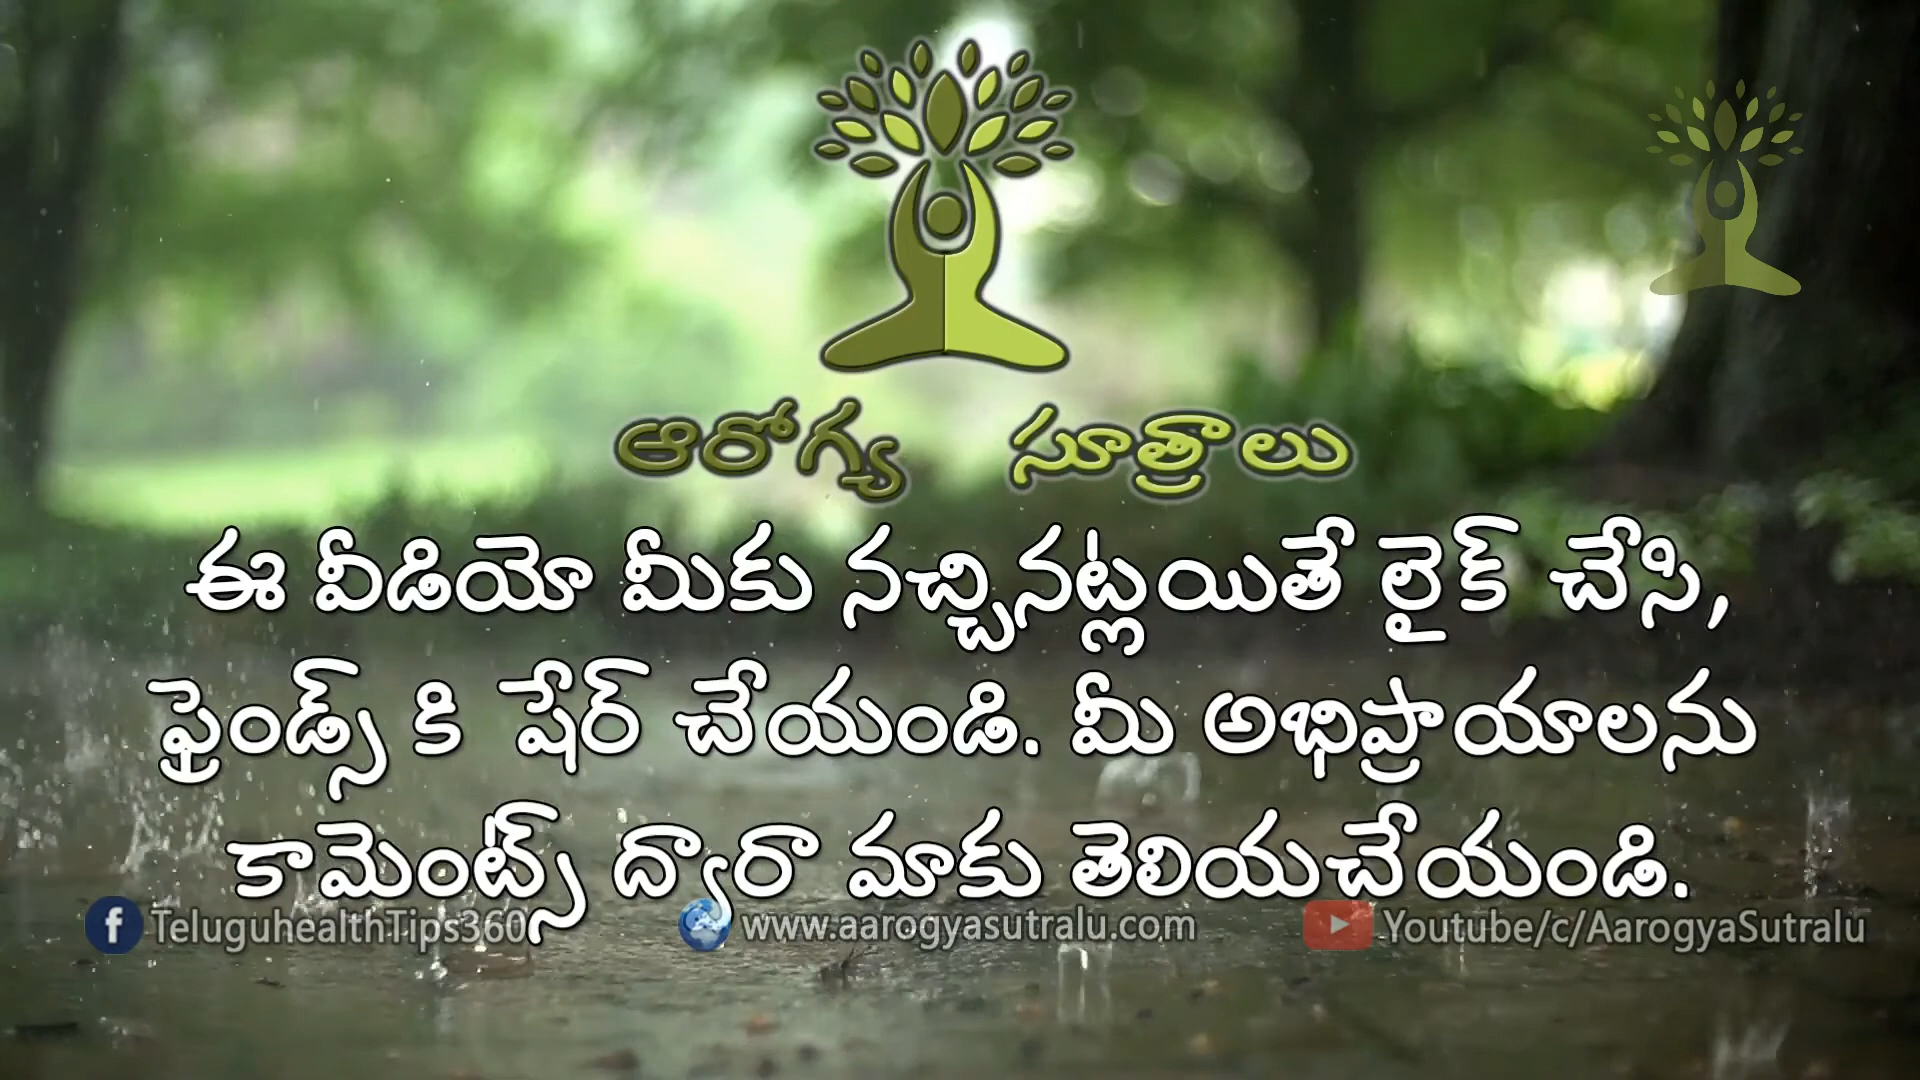 ఆరోగ్య సూత్రాలు
ఈ వీడియో మీకు నచ్చినట్లయితే లైక్ చేసి,
ఫ్రెండ్స్ కి షేర్ చేయండి. మీ అభిప్రాయాలను
కామెంట్స్ ద్వారా మాకు తెలియచేయండి.
TeluguhealthTips360 www.aarogyasutralu.com Youtube/c/AarogyaSutralu